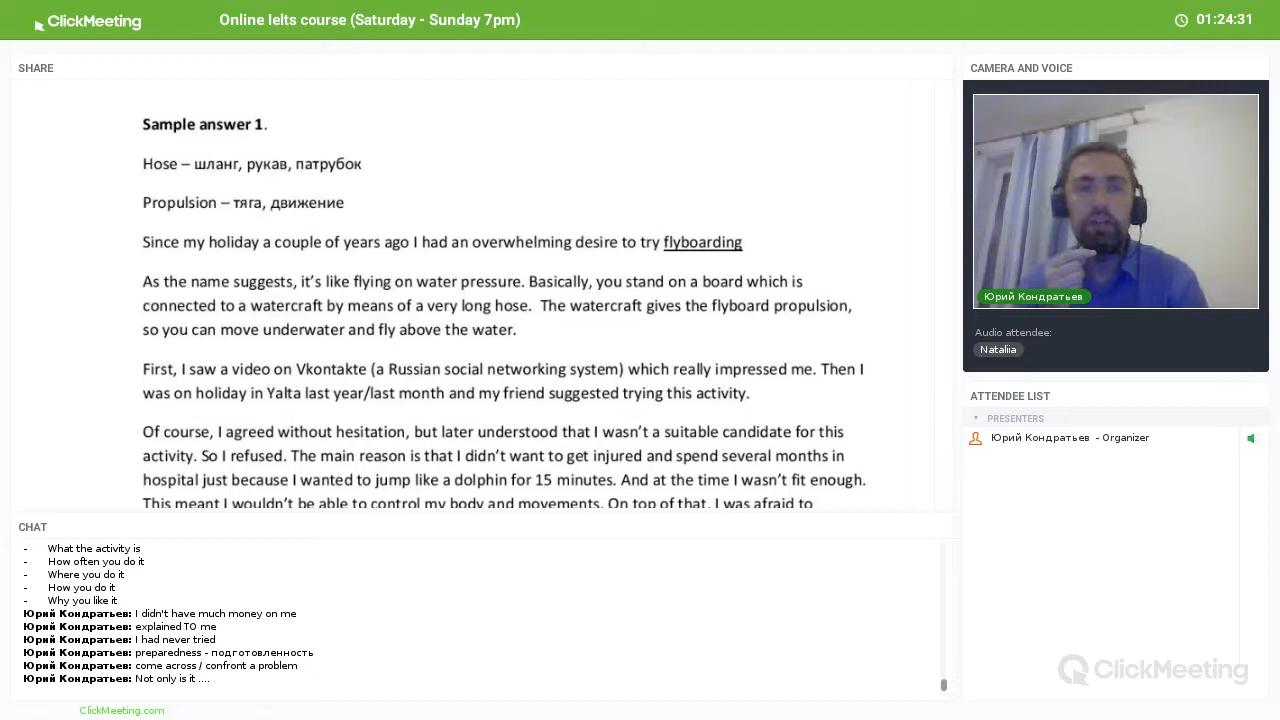 ClickMeeting
Online Ielts course (Saturday - Sunday 7pm)
01:24:31
SHARE
Sample answer 1.
Hose – шланг, рукав, патрубок
Propulsion – тяга, движение
Since my holiday a couple of years ago I had an overwhelming desire to try flyboarding
As the name suggests, it's like flying on water pressure. Basically, you stand on a board which is
connected to a watercraft by means of a very long hose.  The watercraft gives the flyboard propulsion,
so you can move underwater and fly above the water.
First, I saw a video on Vkontakte (a Russian social networking system) which really impressed me. Then I
was on holiday in Yalta last year/last month and my friend suggested trying this activity.
Of course, I agreed without hesitation, but later understood that I wasn't a suitable candidate for this
activity. So I refused. The main reason is that I didn't want to get injured and spend several months in
hospital just because I wanted to jump like a dolphin for 15 minutes. And at the time I wasn't fit enough.
This meant I wouldn't be able to control my body and movements. On top of that, I was afraid to
CHAT
- What the activity is
- How often you do it
- Where you do it
- How you do it
- Why you like it
Юрий Кондратьев: I didn't have much money on me
Юрий Кондратьев: explained TO me
Юрий Кондратьев: I had never tried
Юрий Кондратьев: preparedness - подготовленность
Юрий Кондратьев: come across / confront a problem
Юрий Кондратьев: Not only is it ....
ClickMeeting.com
CAMERA AND VOICE
Юрий Кондратьев
Audio attendee:
Nataliia
ATTENDEE LIST
PRESENTERS
Юрий Кондратьев - Organizer
ClickMeeting